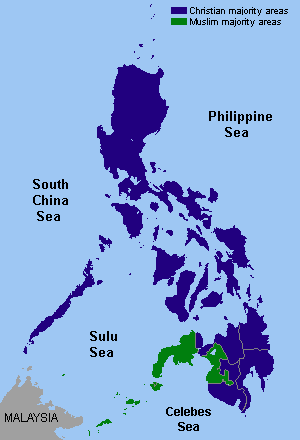 Christian majority areas
Muslim majority areas
Philippine
Sea
South
China
Sea
Sulu
Sea
MALAYSIA
Celebes
Sea